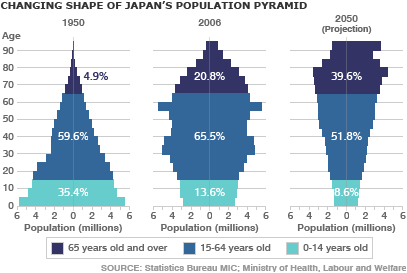 CHANGING SHAPE OF JAPAN'S POPULATION PYRAMID
1950 2006 2050
(Projection)
Age
90
80
70
60
50
40
30
20
10
0
4.9% 20.8% 39.6%
59.6% 65.5% 51.8%
35.4% 13.6% 8.6%
6 4 2 0 2 4 6 6 4 2 0 2 4 6 6 4 2 0 2 4 6
Population (millions) Population (millions) Population (millions)
65 years old and over 15-64 years old 0-14 years old
SOURCE: Statistics Bureau MIC; Ministry of Health, Labour and Welfare